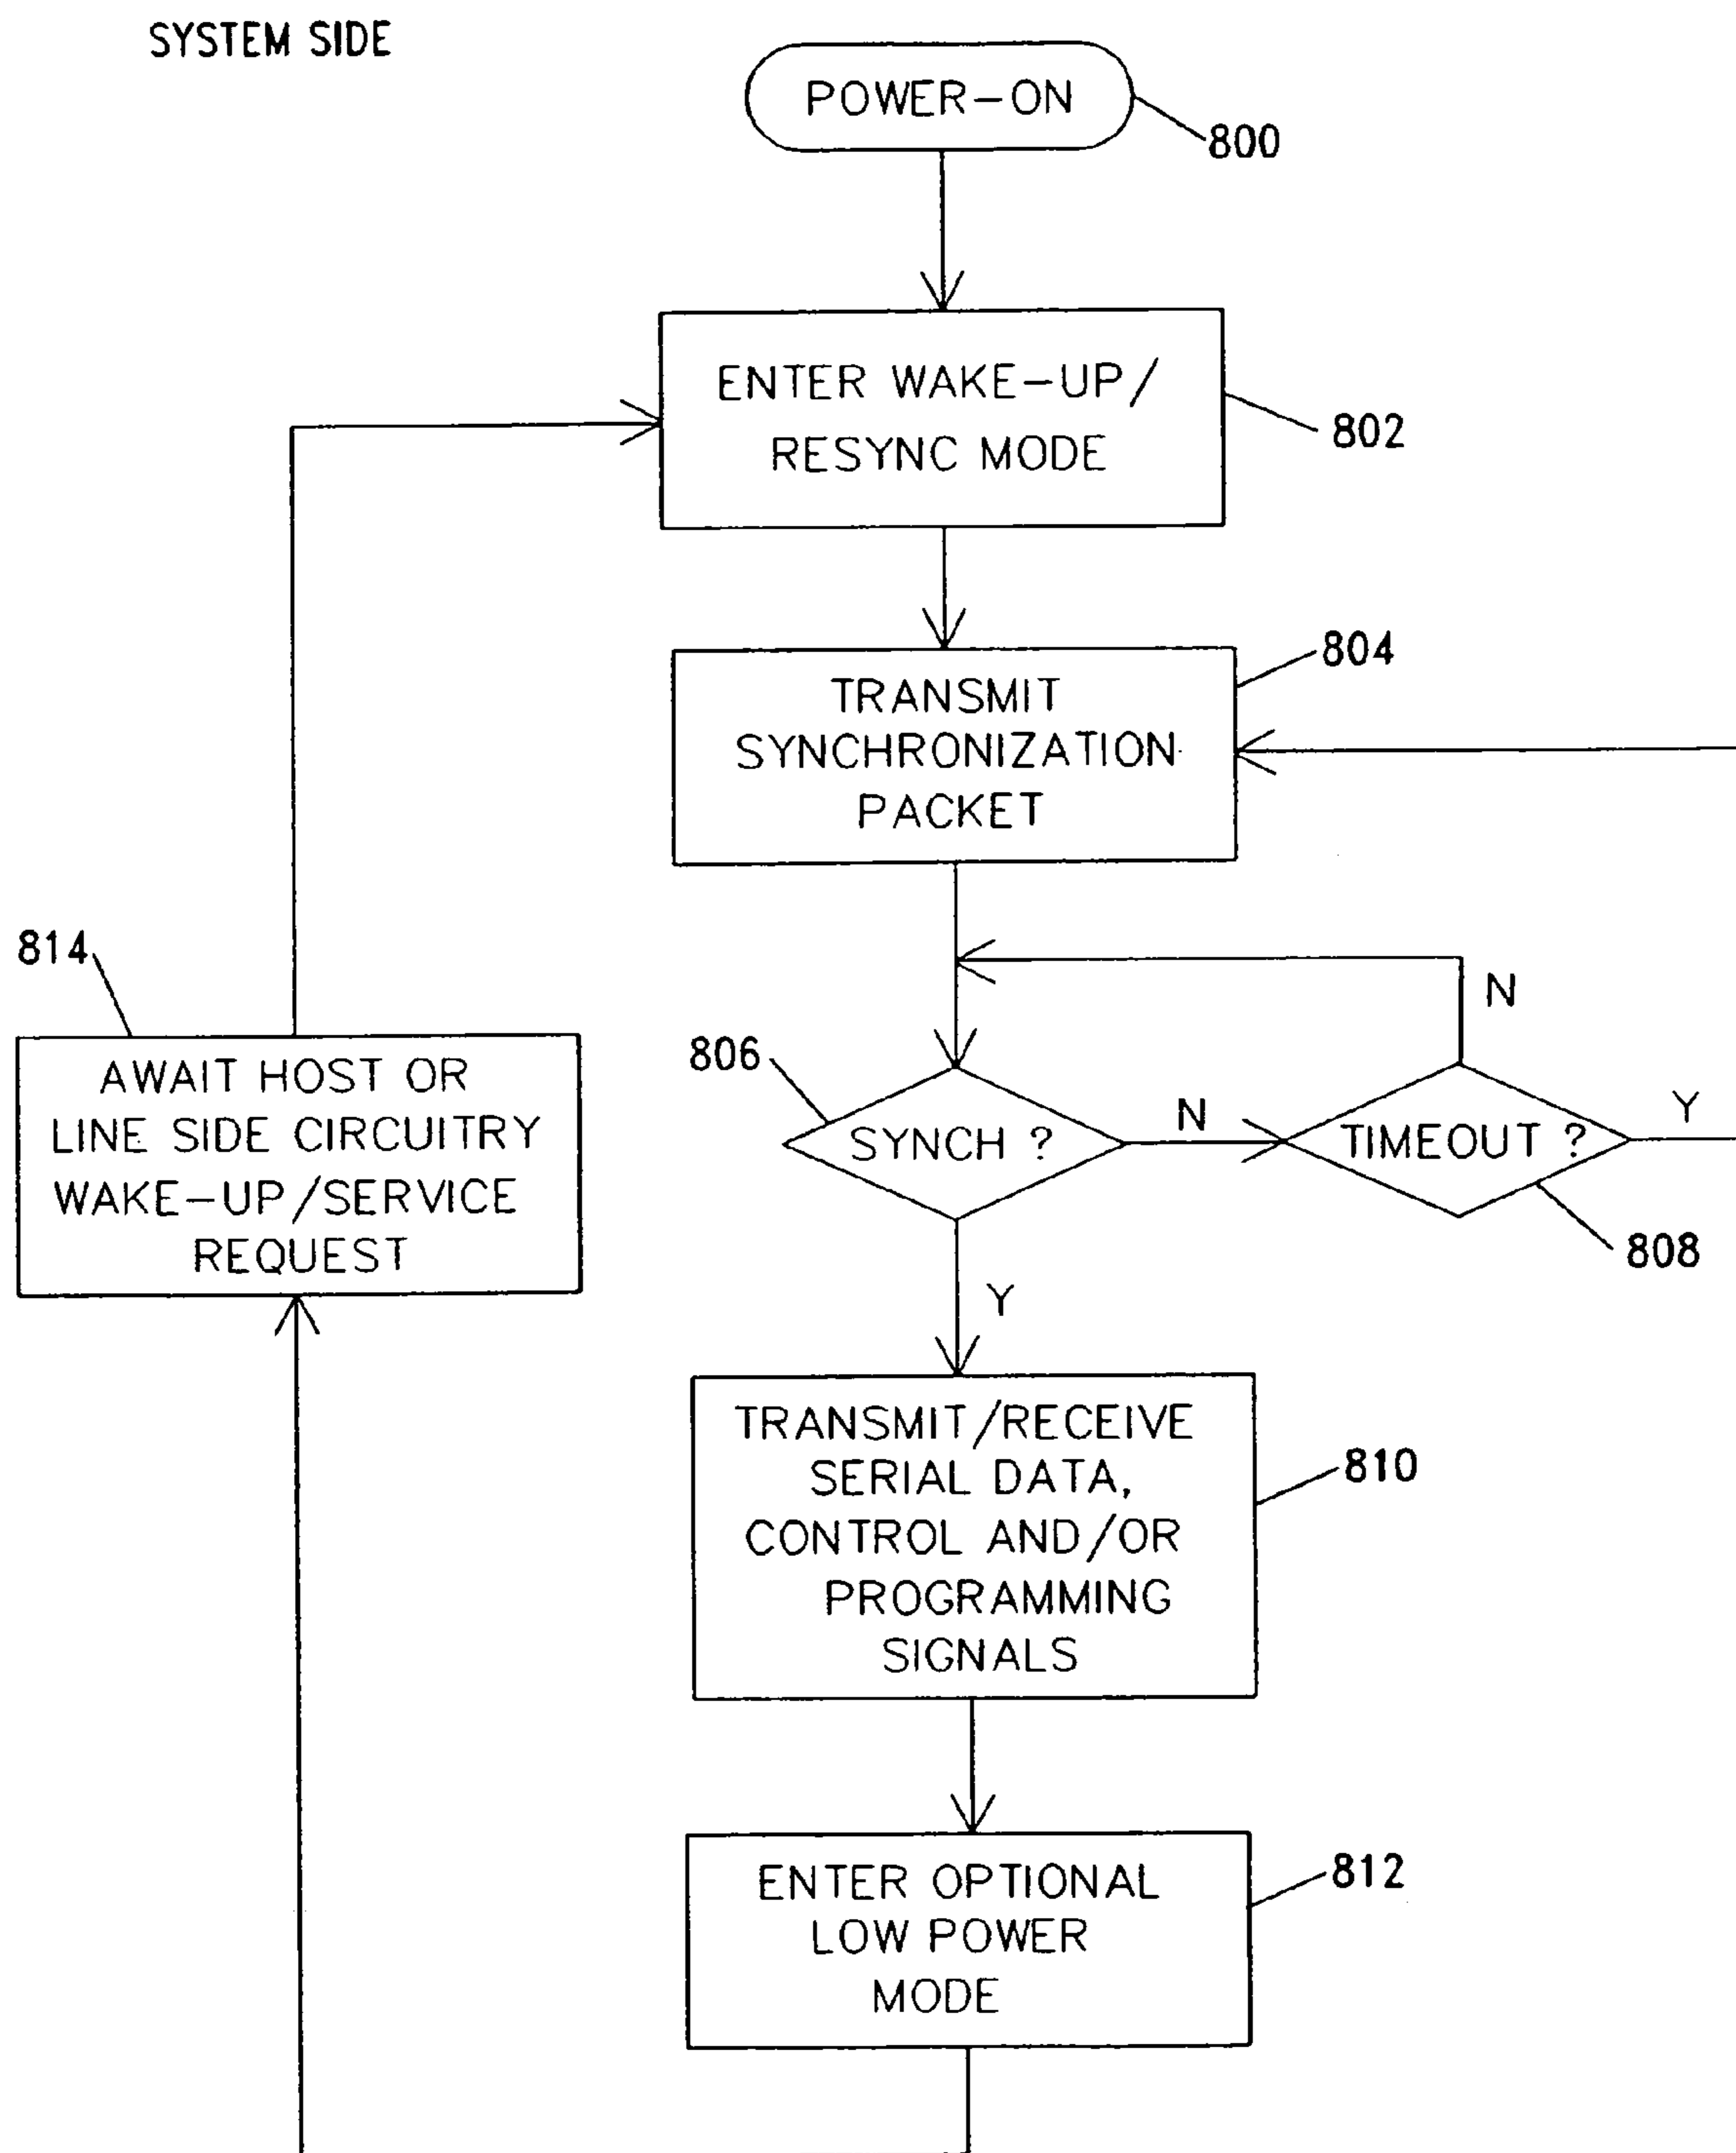 SYSTEM SIDE
POWER-ON
800
ENTER WAKE-UP/
RESYNC MODE
802
804
TRANSMIT
SYNCHRONIZATION
PACKET
814
N
806
AWAIT HOST OR
LINE SIDE CIRCUITRY
WAKE-UP/SERVICE
REQUEST
SYNCH ?
N
TIMEOUT ?
Y
808
Y
TRANSMIT/RECEIVE
SERIAL DATA,
CONTROL AND/OR
PROGRAMMING
SIGNALS
810
ENTER OPTIONAL
LOW POWER
MODE
812